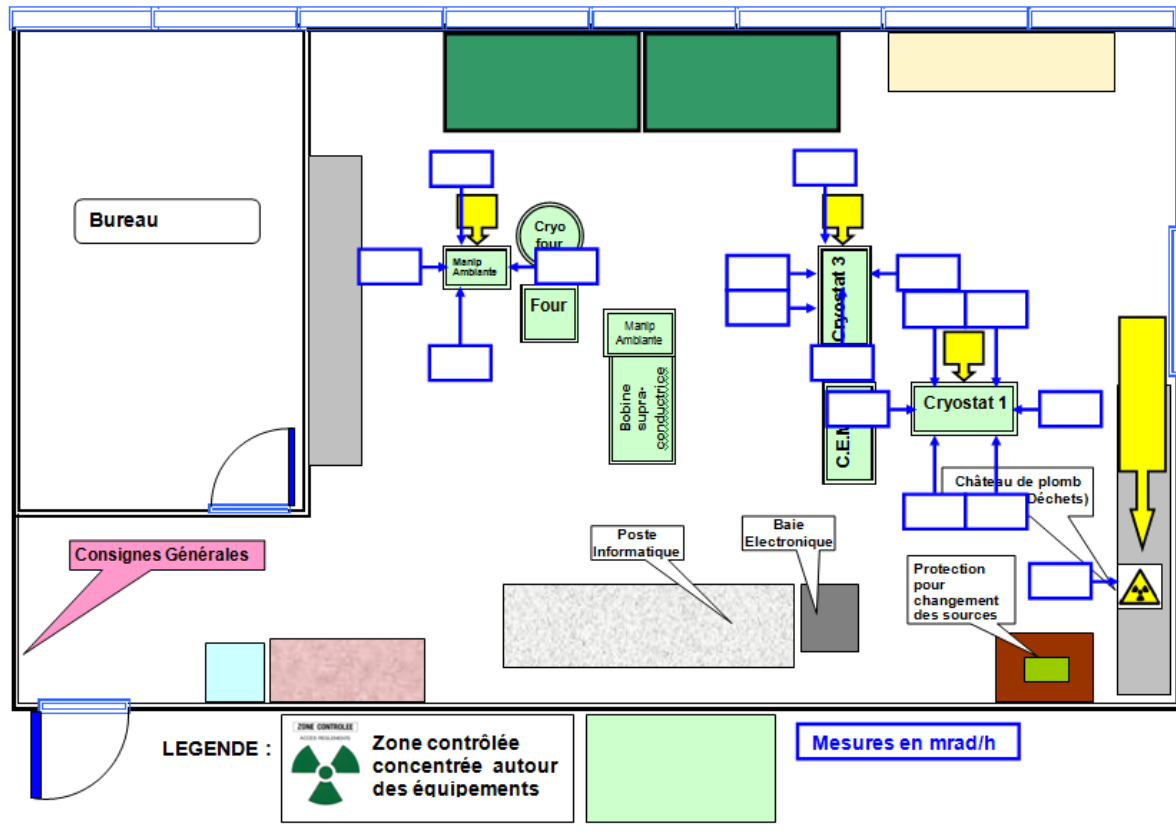 Bureau
Cryo
four
Manip
Ambiante
Four
Manip
Ambiante
Bobine
supra-
conductrice
Cryostat 3
C.E.
Cryostat 1
Château de plomb
Déchets)
Consignes Générales
Poste
Informatique
Baie
Electronique
Protection
pour
changement
des sources
LEGENDE :
ZONE CONTROLEE
ACCES REGLEMENTE
Zone contrôlée
concentrée autour
des équipements
Mesures en mrad/h